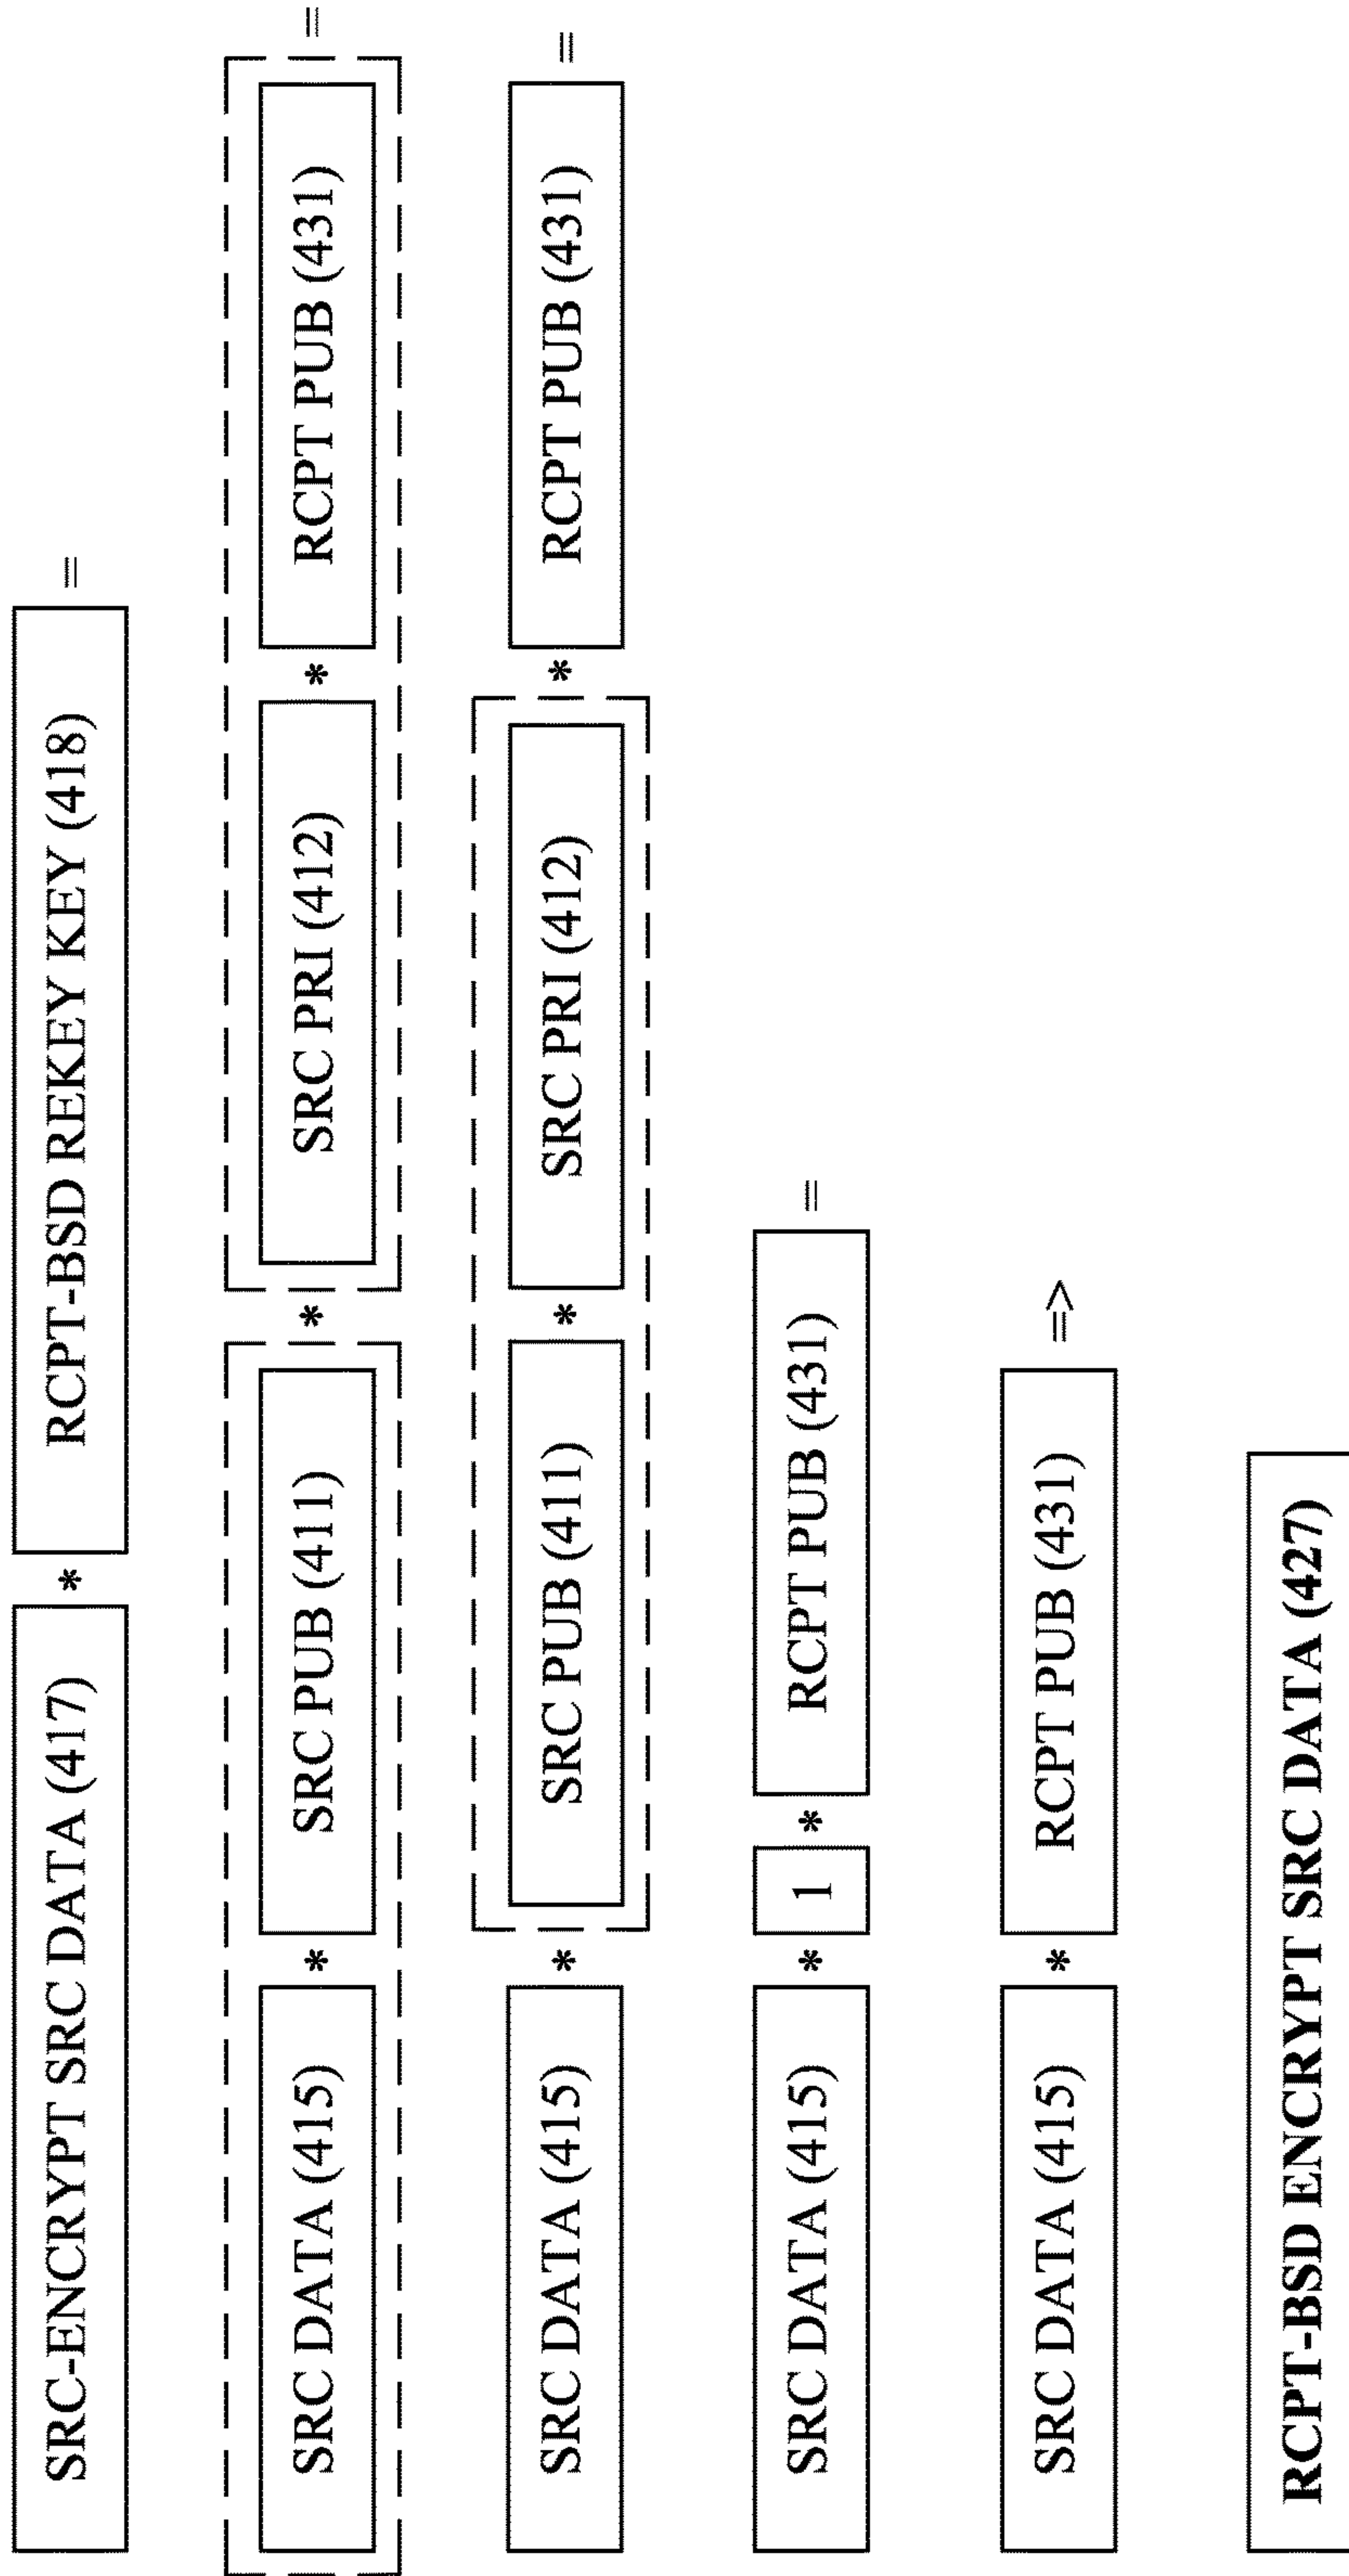 SRC-ENCRYPT SRC DATA (417) * RCPT-BSD REKEY KEY (418) =
SRC DATA (415) * SRC PUB (411) * SRC PRI (412) * RCPT PUB (431) =
SRC DATA (415) * SRC PUB (411) * SRC PRI (412) * RCPT PUB (431) =
SRC DATA (415) * 1 * RCPT PUB (431) =
SRC DATA (415) * RCPT PUB (431) =>
RCPT-BSD ENCRYPT SRC DATA (427)